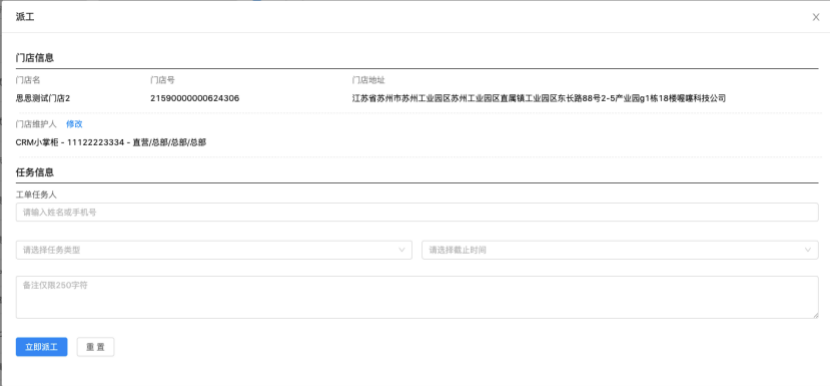 派工
门店信息
门店名 门店号 门店地址
思思测试门店2 21590000000624306 江苏省苏州市苏州工业园区苏州工业园区直属镇工业园区东长路88号2-5产业园g1栋18楼喔噻科技公司
门店维护人 修改
CRM小掌柜 - 11122223334 - 直营/总部/总部/总部
任务信息
工单任务人
请输入姓名或手机号
请选择任务类型 请选择截止时间
备注仅限250字符
立即派工 重置